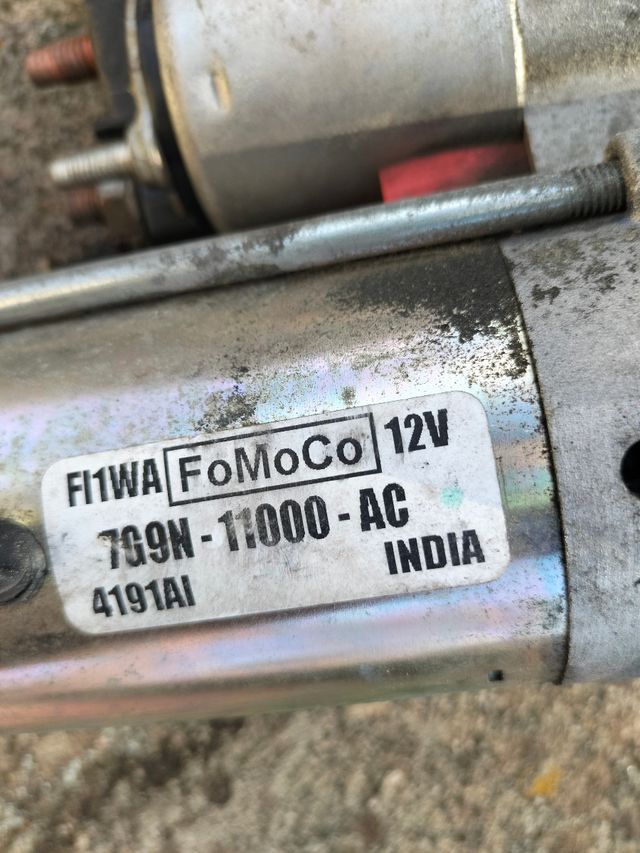 FI1WA FoMoCo 12V
7G9N - 11000 - AC
4191AI INDIA